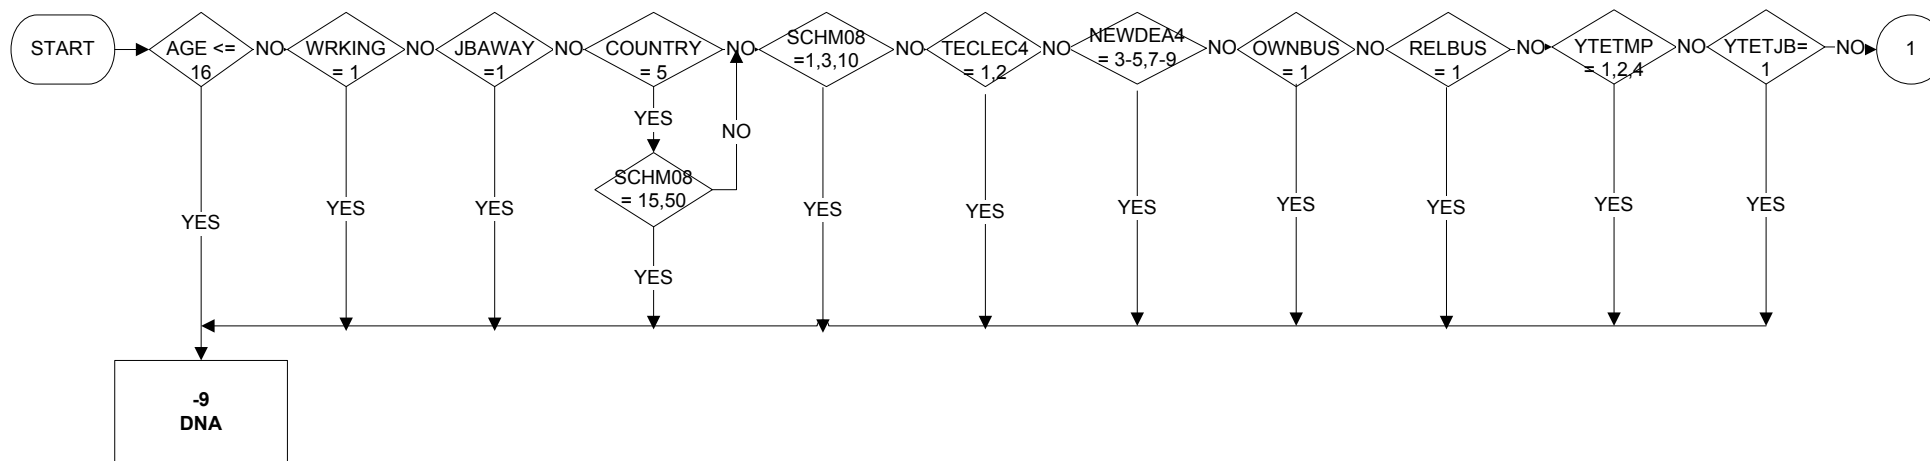 START
AGE <=
16
NO
WRKING
= 1
NO
JBAWAY
=1
NO
COUNTRY
= 5
NO
SCHM08
=1,3,10
NO
TECLEC4
= 1,2
NO
NEWDEA4
= 3-5,7-9
NO
OWNBUS
= 1
NO
RELBUS
= 1
NO
YTETMP
= 1,2,4
NO
YTETJB=
1
NO
1
YES
NO
SCHM08
= 15,50
YES
YES
YES
YES
YES
YES
YES
YES
YES
YES
YES
-9
DNA